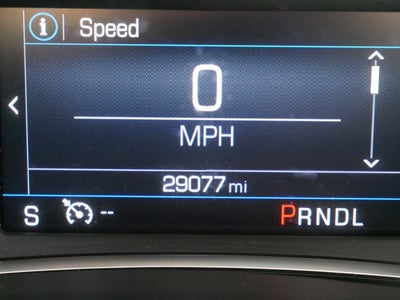 i Speed
0
MPH
29077 mi
S -- PRNDL